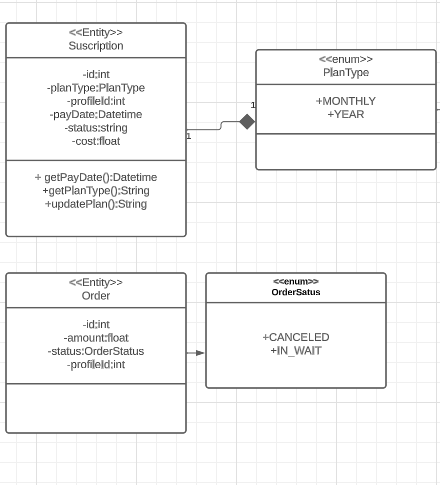 <<Entity>>
Suscription
-id;int
-planType:PlanType
-profileId:int
-payDate;Datetime
-status:string
-cost:float
+ getPayDate():Datetime
+getPlanType():String
+updatePlan():String
1
1
<<enum>>
PlanType
+MONTHLY
+YEAR
<<Entity>>
Order
-id;int
-amount:float
-status:OrderStatus
-profileId;int
<<enum>>
OrderSatus
+CANCELED
+IN_WAIT